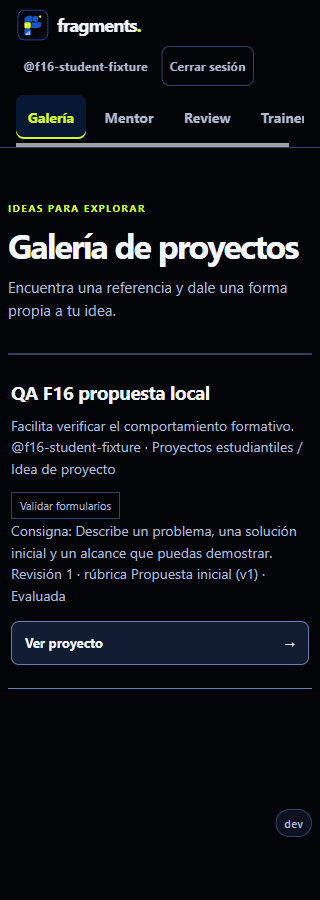 fragments.
@f16-student-fixture Cerrar sesión
Galería Mentor Review Trainer
IDEAS PARA EXPLORAR
Galería de proyectos
Encuentra una referencia y dale una forma
propia a tu idea.
QA F16 propuesta local
Facilita verificar el comportamiento formativo.
@f16-student-fixture · Proyectos estudiantiles /
Idea de proyecto
Validar formularios
Consigna: Describe un problema, una solución
inicial y un alcance que puedas demostrar.
Revisión 1 · rúbrica Propuesta inicial (v1) ·
Evaluada
Ver proyecto →
dev